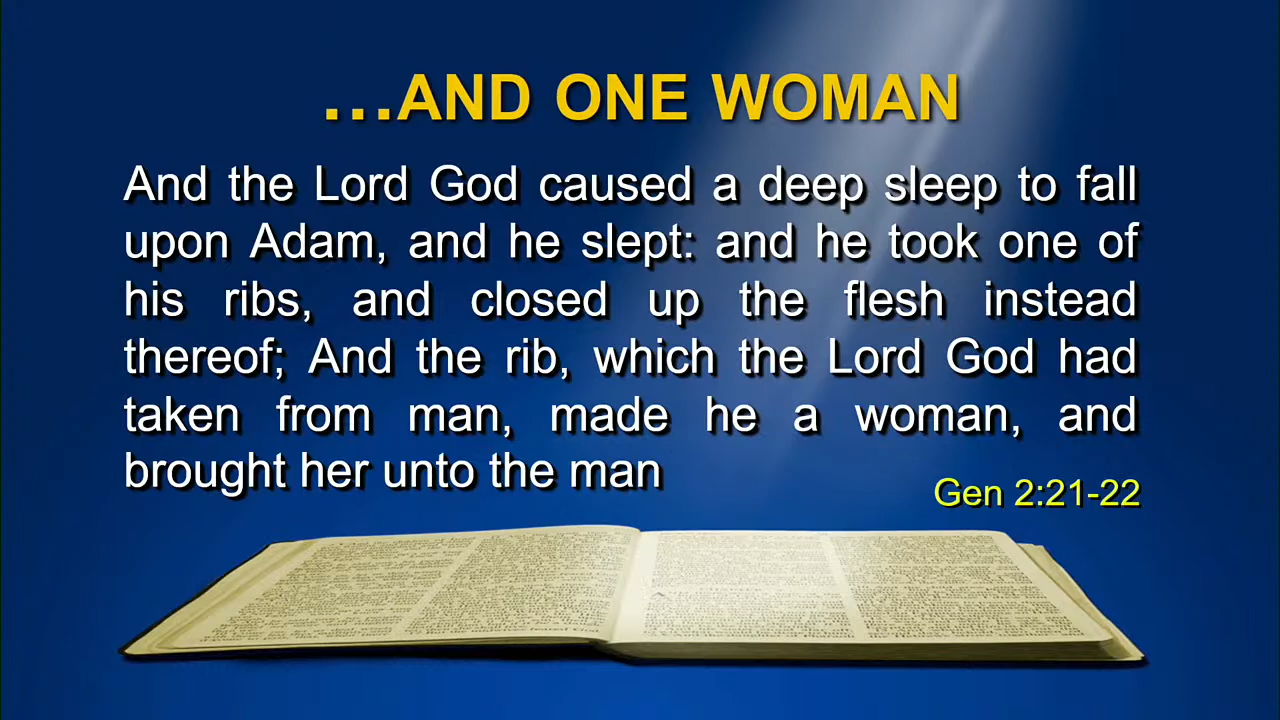 ...AND ONE WOMAN
And the Lord God caused a deep sleep to fall
upon Adam, and he slept: and he took one of
his ribs, and closed up the flesh instead
thereof; And the rib, which the Lord God had
taken from man, made he a woman, and
brought her unto the man
Gen 2:21-22